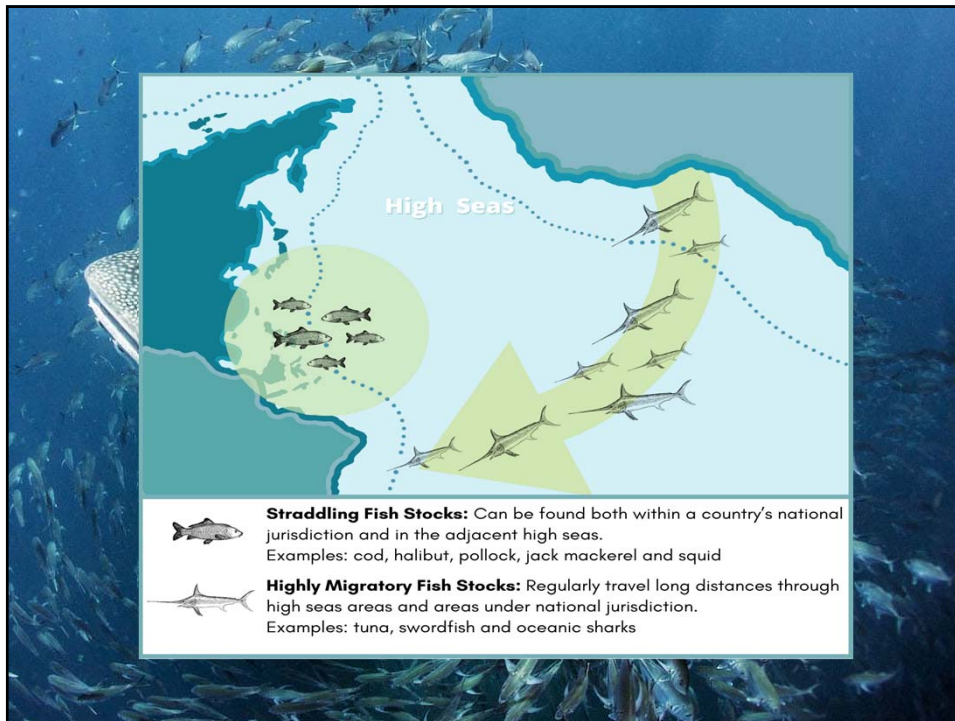 High Seas
Straddling Fish Stocks: Can be found both within a country's national
jurisdiction and in the adjacent high seas.
Examples: cod, halibut, pollock, jack mackerel and squid
Highly Migratory Fish Stocks: Regularly travel long distances through
high seas areas and areas under national jurisdiction.
Examples: tuna, swordfish and oceanic sharks